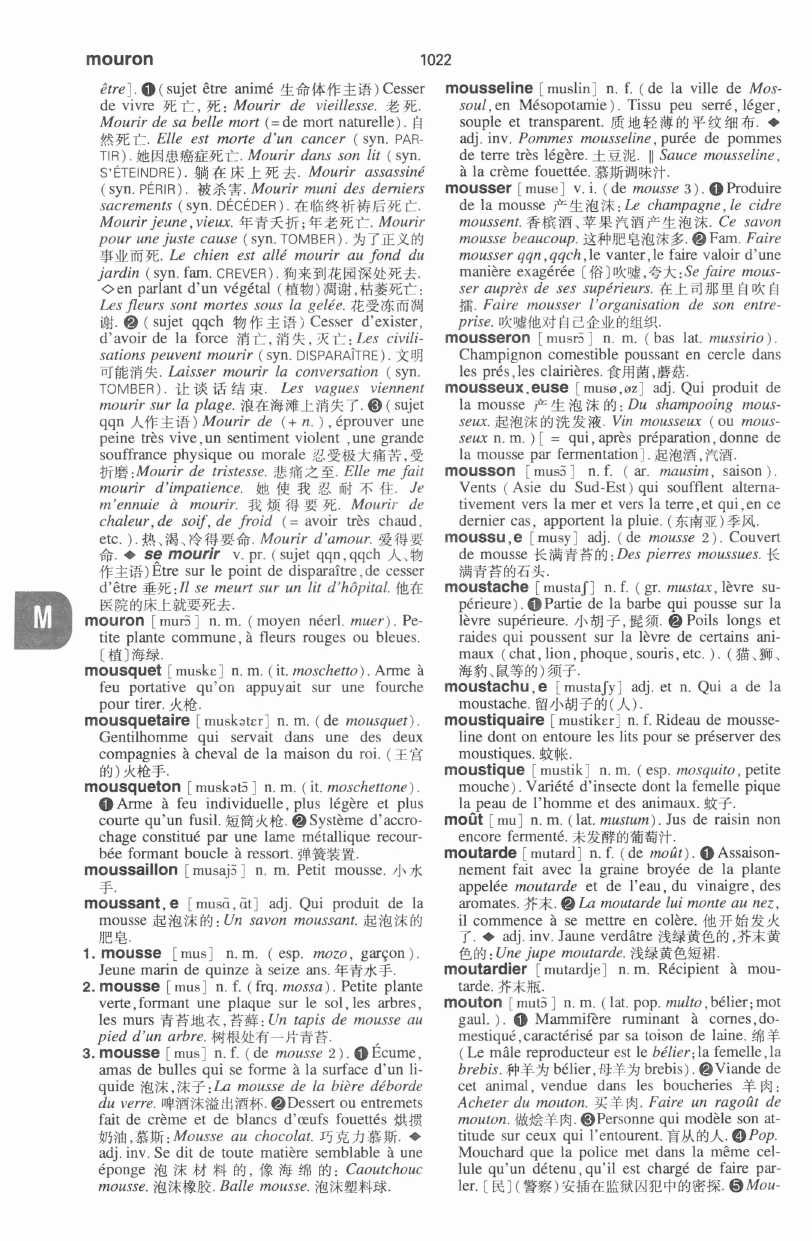 mouron
1022
être]. ❶(sujet être animé 生命体作主语) Cesser
de vivre 死亡,死: Mourir de vieillesse. 老死.
Mourir de sa belle mort (=de mort naturelle). 自
然死亡. Elle est morte d'un cancer (syn. PAR-
TIR). 她因患癌症死亡. Mourir dans son lit (syn.
S'ÉTEINDRE). 躺在床上死去. Mourir assassiné
(syn. PÉRIR). 被杀害. Mourir muni des derniers
sacrements (syn. DÉCÉDER). 在临终祈祷后死亡.
Mourir jeune,vieux. 年青夭折;年老死亡. Mourir
pour une juste cause (syn. TOMBER). 为了正义的
事业而死. Le chien est allé mourir au fond du
jardin (syn. fam. CREVER). 狗来到花园深处死去.
◇en parlant d'un végétal (植物)凋谢,枯萎死亡:
Les fleurs sont mortes sous la gelée. 花受冻而凋
谢. ❷ (sujet qqch 物作主语) Cesser d'exister,
d'avoir de la force 消亡,消失,灭亡: Les civili-
sations peuvent mourir (syn. DISPARAÎTRE). 文明
可能消失. Laisser mourir la conversation (syn.
TOMBER). 让谈话结束. Les vagues viennent
mourir sur la plage. 浪在海滩上消失了. ❸(sujet
qqn 人作主语) Mourir de (+ n.), éprouver une
peine très vive,un sentiment violent ,une grande
souffrance physique ou morale 忍受极大痛苦,受
折磨:Mourir de tristesse. 悲痛之至. Elle me fait
mourir d'impatience. 她使我忍耐不住. Je
m'ennuie à mourir. 我烦得要死. Mourir de
chaleur, de soif, de froid (= avoir très chaud,
etc.).热、渴、冷得要命. Mourir d'amour. 爱得要
命. ◆ se mourir v. pr. (sujet qqn,qqch 人、物
作主语)Être sur le point de disparaître,de cesser
d'être 垂死:Il se meurt sur un lit d'hôpital. 他在
医院的床上就要死去.
mouron [murɔ̃] n. m. (moyen néerl. muer). Pe-
tite plante commune,à fleurs rouges ou bleues.
[植]海绿.
mousquet [muskɛ] n. m. (it. moschetto). Arme à
feu portative qu'on appuyait sur une fourche
pour tirer. 火枪.
mousquetaire [muskətɛr] n. m. (de mousquet).
Gentilhomme qui servait dans une des deux
compagnies à cheval de la maison du roi. (王宫
的)火枪手.
mousqueton [muskətɔ̃] n. m. (it. moschettone).
❶Arme à feu individuelle, plus légère et plus
courte qu'un fusil. 短筒火枪. ❷Système d'accro-
chage constitué par une lame métallique recour-
bée formant boucle à ressort. 弹簧装置.
moussaillon [musajɔ̃] n. m. Petit mousse. 小水
手.
moussant, e [musɑ̃, ɑ̃t] adj. Qui produit de la
mousse 起泡沫的: Un savon moussant. 起泡沫的
肥皂.
1. mousse [mus] n. m. (esp. mozo, garçon).
Jeune marin de quinze à seize ans. 年青水手.
2. mousse [mus] n. f. (frq. mossa). Petite plante
verte,formant une plaque sur le sol, les arbres,
les murs 青苔地衣,苔藓: Un tapis de mousse au
pied d'un arbre. 树根处有一片青苔.
3. mousse [mus] n. f. (de mousse 2). ❶Écume,
amas de bulles qui se forme à la surface d'un li-
quide 泡沫,沫子:La mousse de la bière déborde
du verre. 啤酒沫溢出酒杯. ❷Dessert ou entremets
fait de crème et de blancs d'œufs fouettés 烘掼
奶油,慕斯: Mousse au chocolat. 巧克力慕斯. ◆
adj. inv. Se dit de toute matière semblable à une
éponge 泡沫材料的,像海绵的: Caoutchouc
mousse. 泡沫橡胶. Balle mousse. 泡沫塑料球.
M
mousseline [muslin] n. f. (de la ville de Mos-
soul, en Mésopotamie). Tissu peu serré, léger,
souple et transparent. 质地轻薄的平纹细布. ◆
adj. inv. Pommes mousseline, purée de pommes
de terre très légère. 土豆泥. ‖ Sauce mousseline,
à la crème fouettée. 慕斯调味汁.
mousser [muse] v. i. (de mousse 3). ❶Produire
de la mousse 产生泡沫:Le champagne, le cidre
moussent. 香槟酒、苹果汽酒产生泡沫. Ce savon
mousse beaucoup. 这种肥皂泡沫多. ❷Fam. Faire
mousser qqn,qqch,le vanter,le faire valoir d'une
manière exagérée [俗]吹嘘,夸大:Se faire mous-
ser auprès de ses supérieurs. 在上司那里自吹自
擂. Faire mousser l'organisation de son entre-
prise. 吹嘘他对自己企业的组织.
mousseron [musrɔ̃] n. m. (bas lat. mussirio).
Champignon comestible poussant en cercle dans
les prés,les clairières. 食用菌,蘑菇.
mousseux,euse [musø, øz] adj. Qui produit de
la mousse 产生泡沫的: Du shampooing mous-
seux. 起泡沫的洗发液. Vin mousseux (ou mous-
seux n. m.) [ = qui, après préparation, donne de
la mousse par fermentation]. 起泡酒,汽酒.
mousson [musɔ̃] n. f. (ar. mausim, saison).
Vents (Asie du Sud-Est) qui soufflent alterna-
tivement vers la mer et vers la terre,et qui,en ce
dernier cas, apportent la pluie. (东南亚)季风.
moussu,e [musy] adj. (de mousse 2). Couvert
de mousse 长满青苔的:Des pierres moussues. 长
满青苔的石头.
moustache [mustaʃ] n. f. (gr. mustax, lèvre su-
périeure). ❶Partie de la barbe qui pousse sur la
lèvre supérieure. 小胡子,髭须. ❷ Poils longs et
raides qui poussent sur la lèvre de certains ani-
maux (chat, lion, phoque, souris, etc.). (猫、狮、
海豹、鼠等的)须子.
moustachu,e [mustaʃy] adj. et n. Qui a de la
moustache. 留小胡子的(人).
moustiquaire [mustikɛr] n. f. Rideau de mousse-
line dont on entoure les lits pour se préserver des
moustiques. 蚊帐.
moustique [mustik] n. m. (esp. mosquito, petite
mouche). Variété d'insecte dont la femelle pique
la peau de l'homme et des animaux. 蚊子.
moût [mu] n. m. (lat. mustum). Jus de raisin non
encore fermenté. 未发酵的葡萄汁.
moutarde [mutard] n. f. (de moût). ❶Assaison-
nement fait avec la graine broyée de la plante
appelée moutarde et de l'eau, du vinaigre, des
aromates. 芥末. ❷La moutarde lui monte au nez,
il commence à se mettre en colère. 他开始发火
了. ◆ adj. inv. Jaune verdâtre 浅绿黄色的,芥末黄
色的:Une jupe moutarde. 浅绿黄色短裙.
moutardier [mutardje] n. m. Récipient à mou-
tarde. 芥末瓶.
mouton [mutɔ̃] n. m. (lat. pop. multo,bélier;mot
gaul.). ❶ Mammifère ruminant à cornes,do-
mestiqué,caractérisé par sa toison de laine. 绵羊
(Le mâle reproducteur est le bélier;la femelle,la
brebis. 种羊为 bélier,母羊为 brebis). ❷Viande de
cet animal, vendue dans les boucheries 羊肉:
Acheter du mouton. 买羊肉. Faire un ragoût de
mouton. 做烩羊肉. ❸Personne qui modèle son at-
titude sur ceux qui l'entourent. 盲从的人. ❹Pop.
Mouchard que la police met dans la même cel-
lule qu'un détenu, qu'il est chargé de faire par-
ler. [民](警察)安插在监狱囚犯中的密探. ❺Mou-